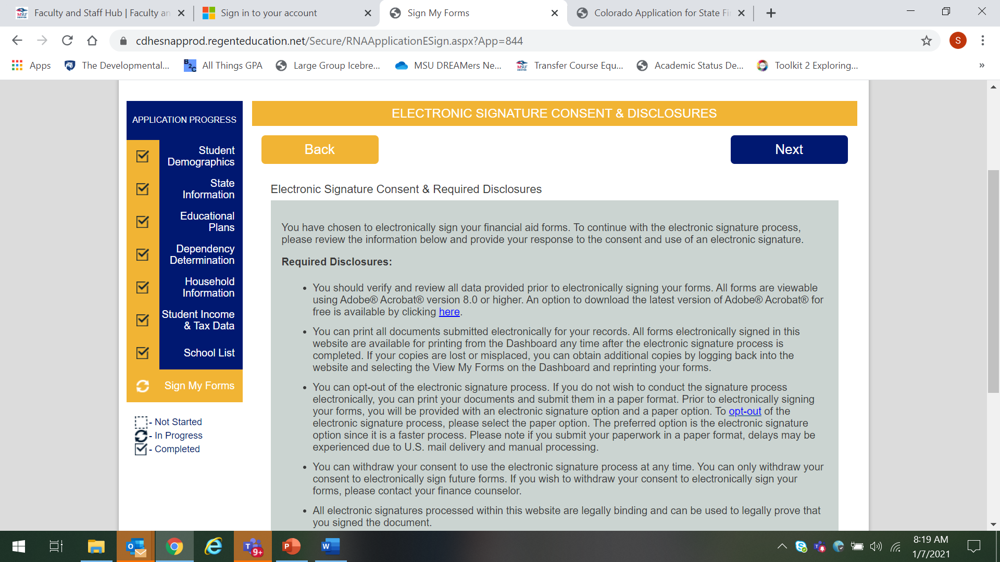 Faculty and Staff Hub | Faculty an
Sign in to your account
Sign My Forms
Colorado Application for State Fi
cdhesnapprod.regenteducation.net/Secure/RNAApplicationESign.aspx?App=844
S
Apps
The Developmental...
All Things GPA
Large Group Icebre...
MSU DREAMers Ne...
Transfer Course Equ...
Academic Status De...
Toolkit 2 Exploring...
»
APPLICATION PROGRESS
Student
Demographics
State
Information
Educational
Plans
Dependency
Determination
Household
Information
Student Income
& Tax Data
School List
Sign My Forms
- Not Started
- In Progress
- Completed
ELECTRONIC SIGNATURE CONSENT & DISCLOSURES
Back
Next
Electronic Signature Consent & Required Disclosures
You have chosen to electronically sign your financial aid forms. To continue with the electronic signature process,
please review the information below and provide your response to the consent and use of an electronic signature.
Required Disclosures:
• You should verify and review all data provided prior to electronically signing your forms. All forms are viewable
using Adobe® Acrobat® version 8.0 or higher. An option to download the latest version of Adobe® Acrobat® for
free is available by clicking here.
• You can print all documents submitted electronically for your records. All forms electronically signed in this
website are available for printing from the Dashboard any time after the electronic signature process is
completed. If your copies are lost or misplaced, you can obtain additional copies by logging back into the
website and selecting the View My Forms on the Dashboard and reprinting your forms.
• You can opt-out of the electronic signature process. If you do not wish to conduct the signature process
electronically, you can print your documents and submit them in a paper format. Prior to electronically signing
your forms, you will be provided with an electronic signature option and a paper option. To opt-out of the
electronic signature process, please select the paper option. The preferred option is the electronic signature
option since it is a faster process. Please note if you submit your paperwork in a paper format, delays may be
experienced due to U.S. mail delivery and manual processing.
• You can withdraw your consent to use the electronic signature process at any time. You can only withdraw your
consent to electronically sign future forms. If you wish to withdraw your consent to electronically sign your
forms, please contact your finance counselor.
• All electronic signatures processed within this website are legally binding and can be used to legally prove that
you signed the document.
9+
8:19 AM
1/7/2021